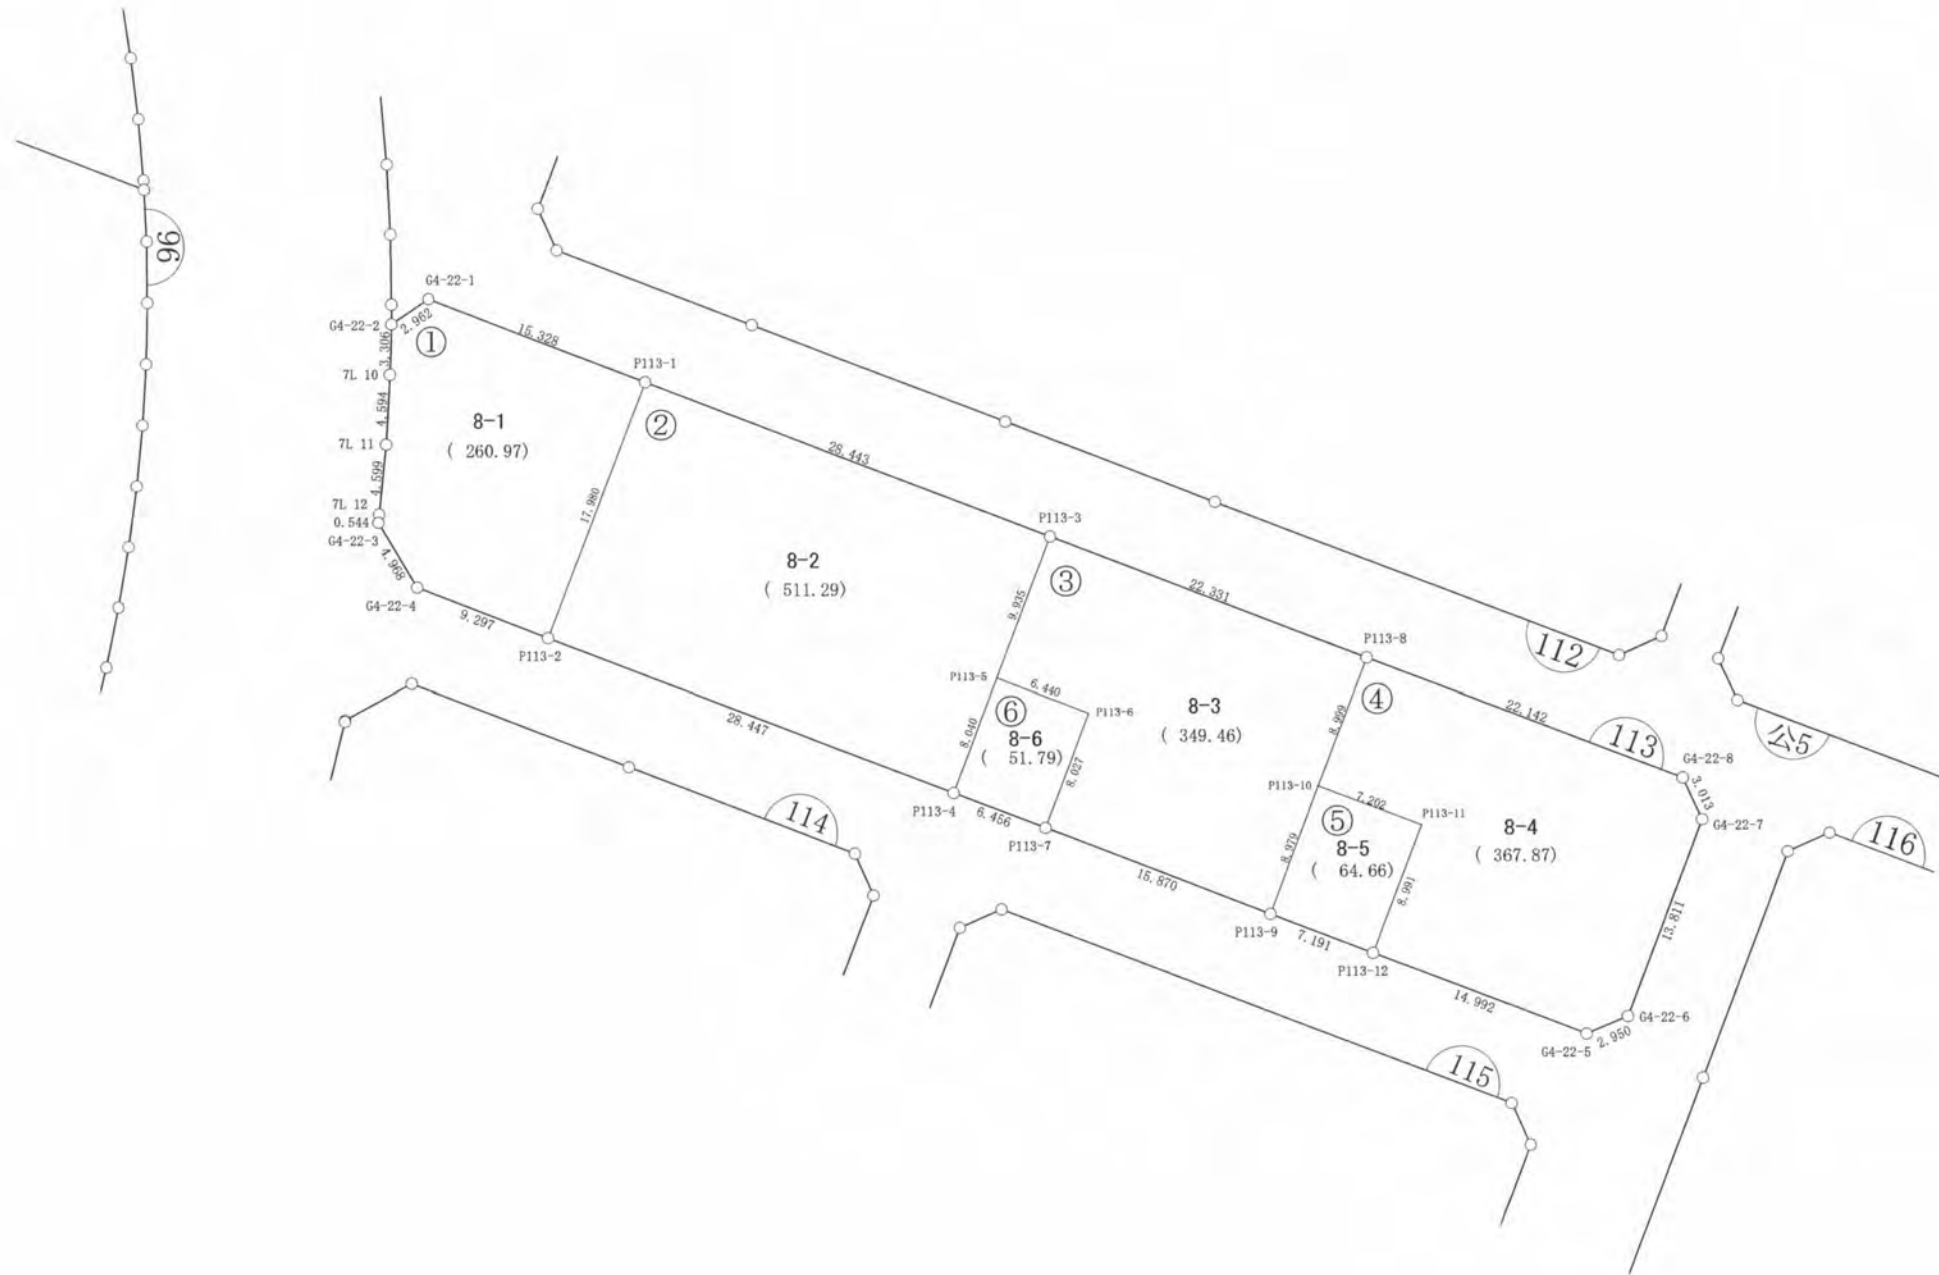 96
G4-22-1
G4-22-2
2.962
①
3.306
15.328
P113-1
7L 10
4.594
8-1
( 260.97)
②
7L 11
4.599
28.443
7L 12
0.544
G4-22-3
4.968
17.980
P113-3
8-2
( 511.29)
③
22.331
G4-22-4
9.297
9.935
P113-2
P113-8
112
P113-5
6.440
⑥
P113-6
8-3
( 349.46)
④
22.142
113
公5
28.447
8.040
8-6
( 51.79)
8.999
8.027
G4-22-8
3.013
P113-10
7.202
P113-4
6.456
114
P113-11
G4-22-7
⑤
8-4
( 367.87)
116
P113-7
8-5
( 64.66)
8.979
15.870
8.991
13.811
P113-9
7.191
P113-12
14.992
G4-22-6
2.950
G4-22-5
115